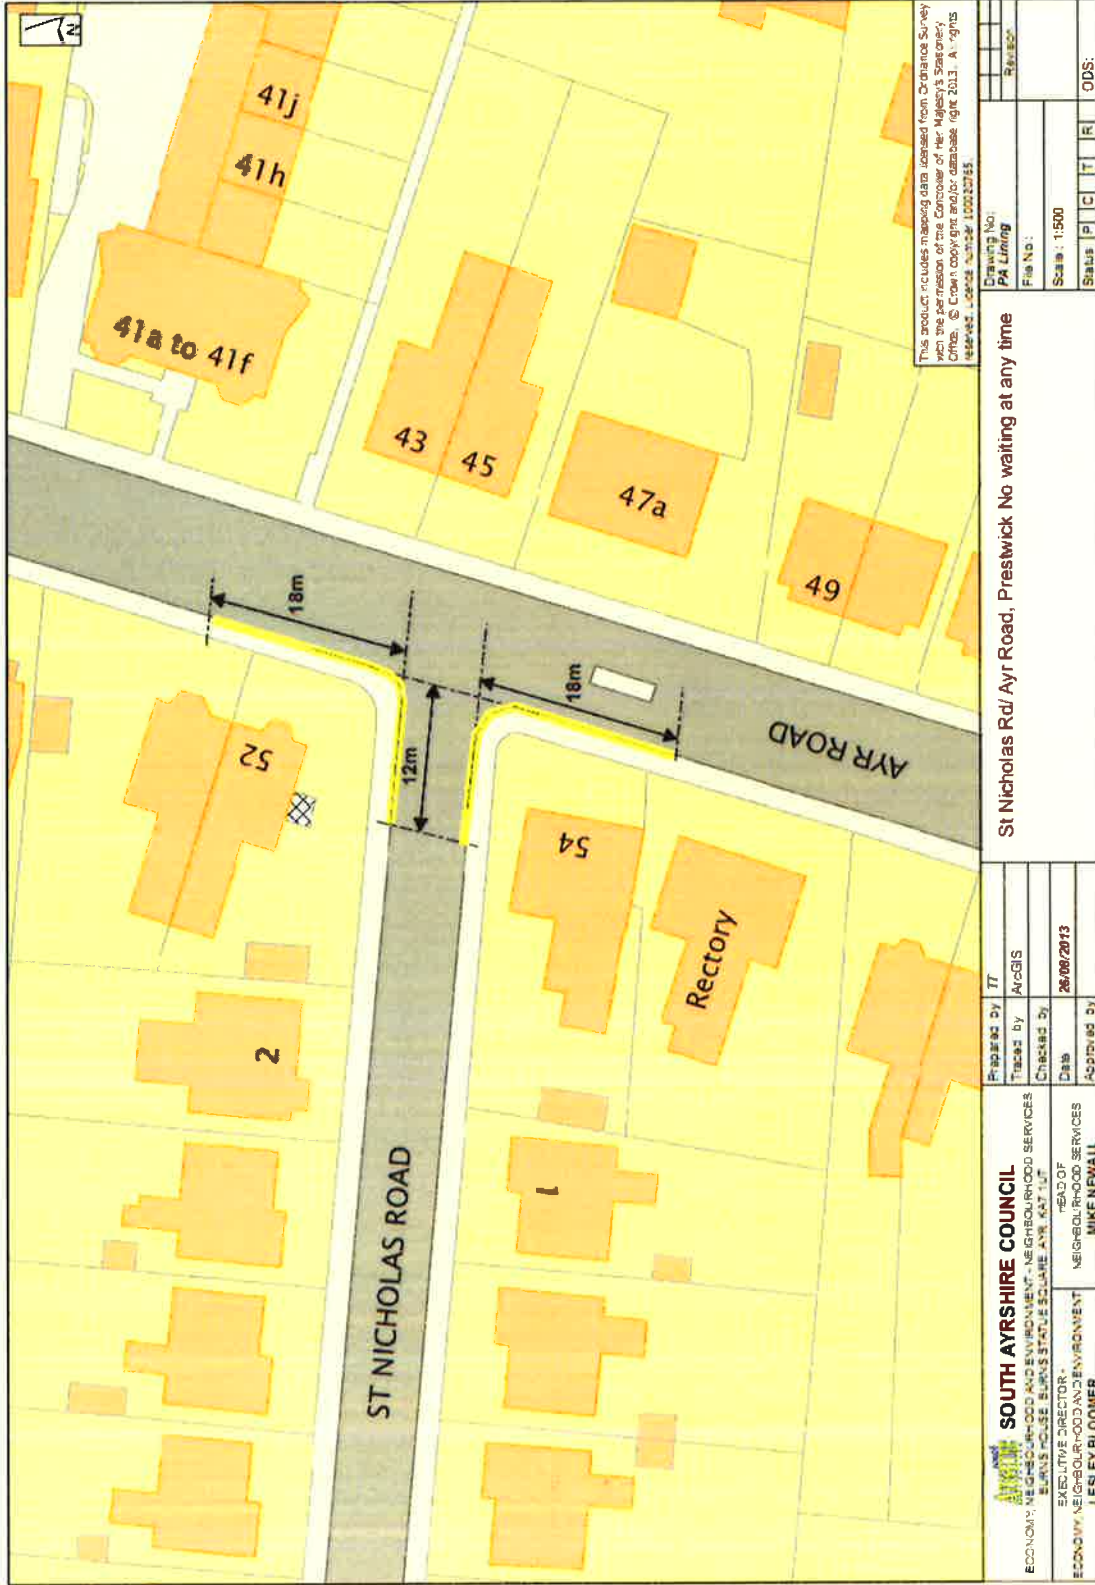 N
41j
41h
41a to 41f
43
45
47a
49
18m
12m
18m
52
54
Rectory
2
1
AYR ROAD
ST NICHOLAS ROAD
This product includes mapping data licensed from Ordnance Survey
with the permission of the Controller of Her Majesty's Stationery
Office. © Crown copyright and/or database right 2013. All rights
reserved. Licence number 100020765.
SOUTH AYRSHIRE COUNCIL
ECONOMY, NEIGHBOURHOOD AND ENVIRONMENT - NEIGHBOURHOOD SERVICES
BURNS HOUSE, BURNS STATUE SQUARE, AYR, KA7 1UT
EXECUTIVE DIRECTOR -
ECONOMY, NEIGHBOURHOOD AND ENVIRONMENT
LESLEY BLOOMER
HEAD OF
NEIGHBOURHOOD SERVICES
MIKE NEWALL
Prepared by TT
Traced by ArcGIS
Checked by
Date 26/08/2013
Approved by
St Nicholas Rd/ Ayr Road, Prestwick No waiting at any time
Drawing No:
PA Lining
File No.:
Scale: 1:500
Status P C T R
Revision
ODS: